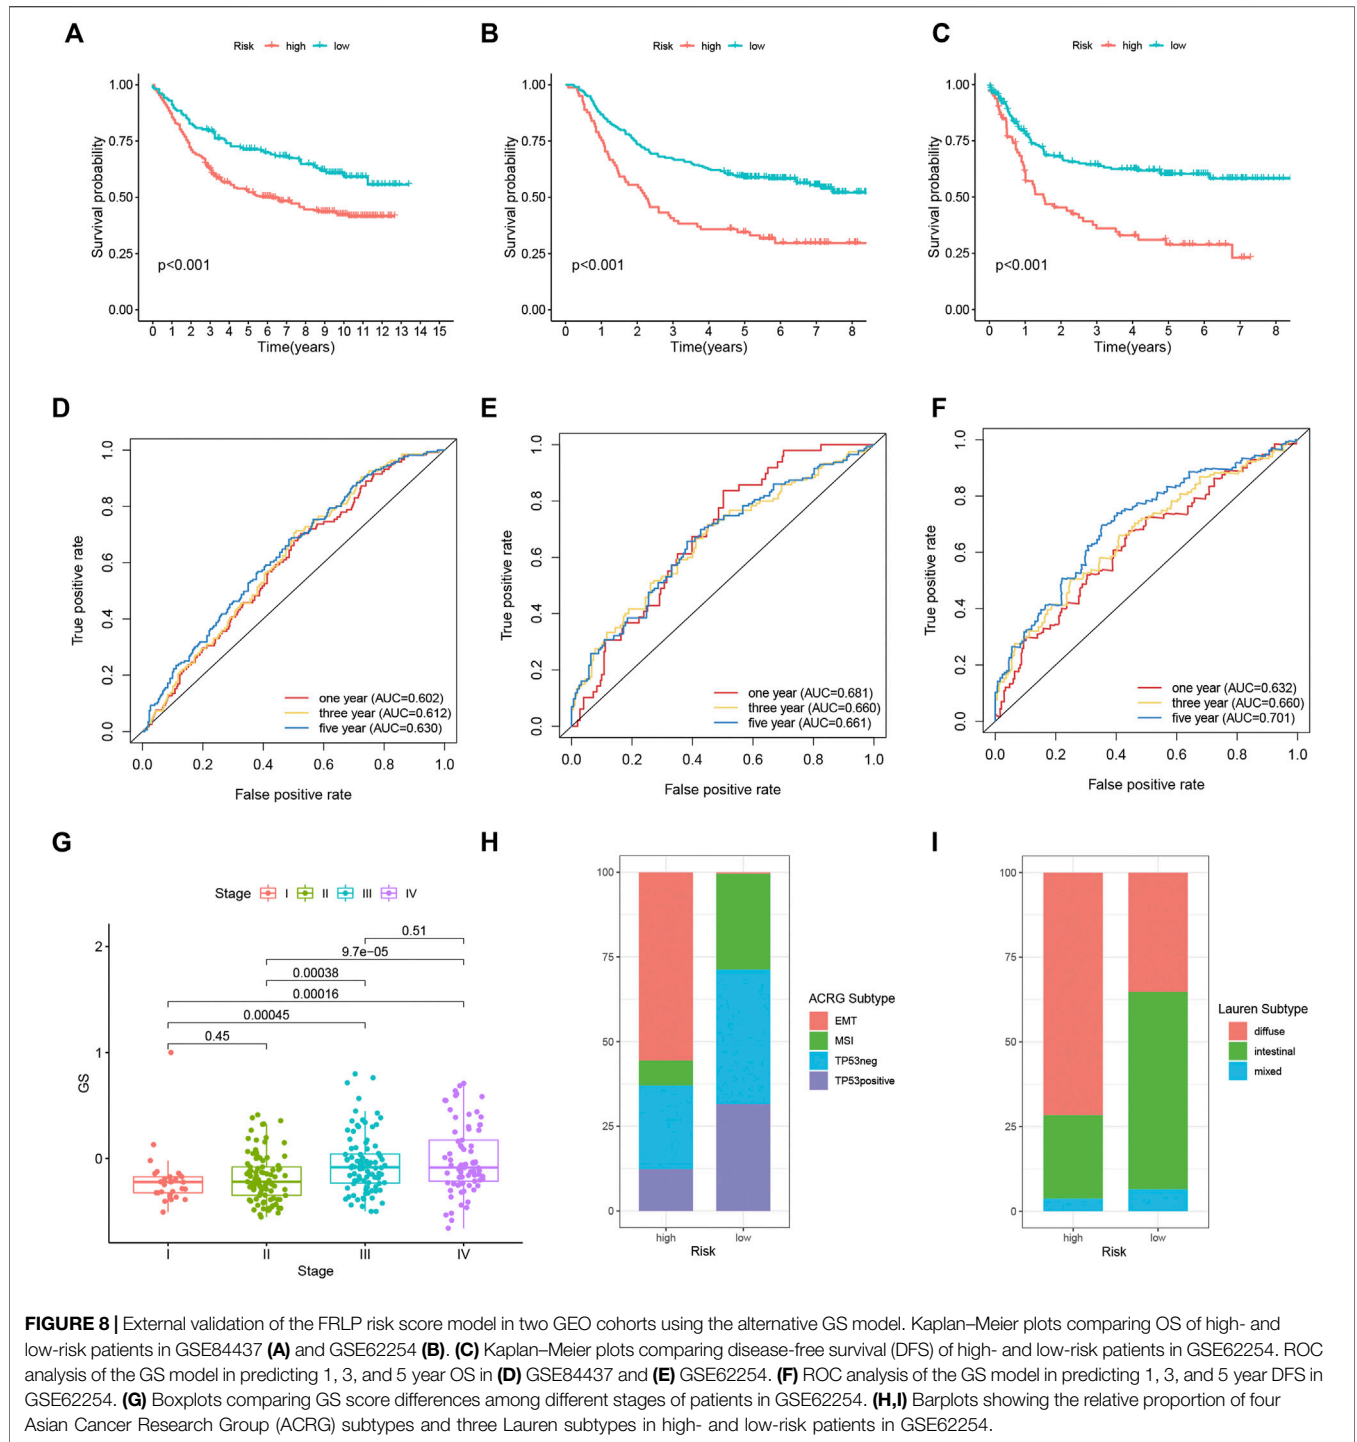 A
Risk high low
1.00
0.75
0.50
0.25
0.00
Survival probability
p<0.001
0 1 2 3 4 5 6 7 8 9 10 11 12 13 14 15
Time(years)
B
Risk high low
1.00
0.75
0.50
0.25
0.00
Survival probability
p<0.001
0 1 2 3 4 5 6 7 8
Time(years)
C
Risk high low
1.00
0.75
0.50
0.25
0.00
Survival probability
p<0.001
0 1 2 3 4 5 6 7 8
Time(years)
D
1.0
0.8
0.6
0.4
0.2
0.0
True positive rate
one year (AUC=0.602)
three year (AUC=0.612)
five year (AUC=0.630)
0.0 0.2 0.4 0.6 0.8 1.0
False positive rate
E
1.0
0.8
0.6
0.4
0.2
0.0
True positive rate
one year (AUC=0.681)
three year (AUC=0.660)
five year (AUC=0.661)
0.0 0.2 0.4 0.6 0.8 1.0
False positive rate
F
1.0
0.8
0.6
0.4
0.2
0.0
True positive rate
one year (AUC=0.632)
three year (AUC=0.660)
five year (AUC=0.701)
0.0 0.2 0.4 0.6 0.8 1.0
False positive rate
G
Stage I II III IV
2
1
0
GS
0.51
9.7e−05
0.00038
0.00016
0.00045
0.45
I II III IV
Stage
H
100
75
50
25
0
high low
Risk
ACRG Subtype
EMT
MSI
TP53neg
TP53positive
I
100
75
50
25
0
high low
Risk
Lauren Subtype
diffuse
intestinal
mixed
FIGURE 8 | External validation of the FRLP risk score model in two GEO cohorts using the alternative GS model. Kaplan–Meier plots comparing OS of high- and
low-risk patients in GSE84437 (A) and GSE62254 (B). (C) Kaplan–Meier plots comparing disease-free survival (DFS) of high- and low-risk patients in GSE62254. ROC
analysis of the GS model in predicting 1, 3, and 5 year OS in (D) GSE84437 and (E) GSE62254. (F) ROC analysis of the GS model in predicting 1, 3, and 5 year DFS in
GSE62254. (G) Boxplots comparing GS score differences among different stages of patients in GSE62254. (H,I) Barplots showing the relative proportion of four
Asian Cancer Research Group (ACRG) subtypes and three Lauren subtypes in high- and low-risk patients in GSE62254.